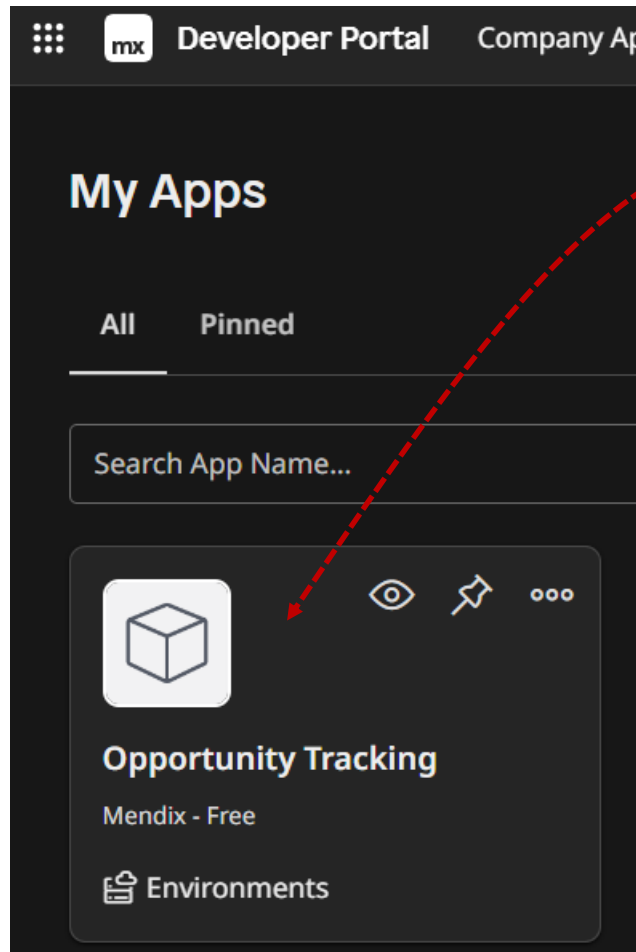 mx Developer Portal Company Ap
My Apps
All Pinned
Search App Name...
Opportunity Tracking
Mendix - Free
Environments